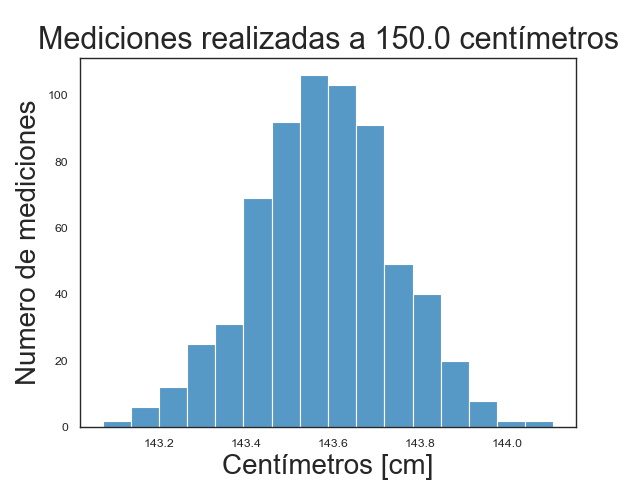 Mediciones realizadas a 150.0 centímetros
Numero de mediciones
100
80
60
40
20
0
143.2 143.4 143.6 143.8 144.0
Centímetros [cm]